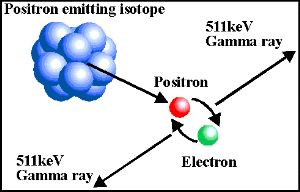 Positron emitting isotope
511keV
Gamma ray
Positron
511keV
Gamma ray
Electron